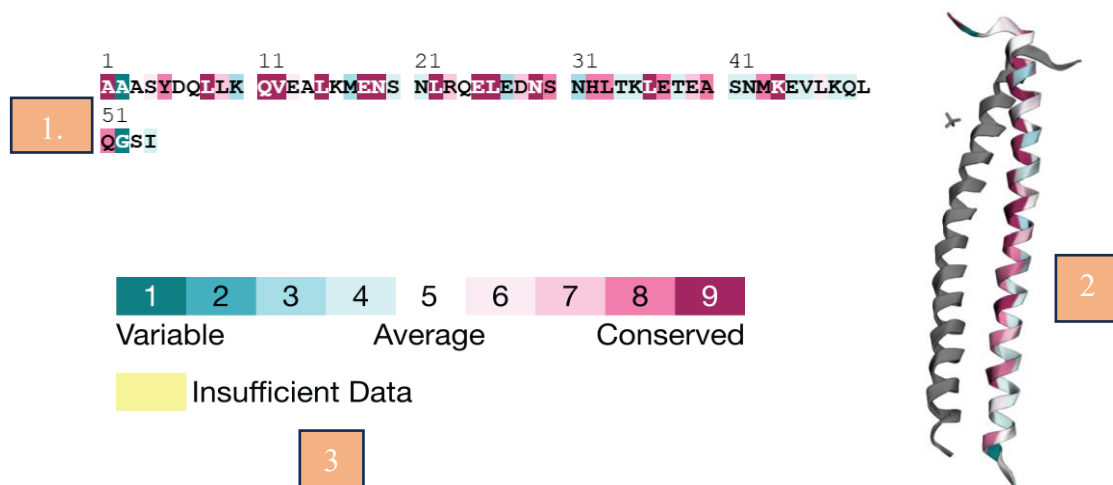 1 11 21 31 41
AAASYDQLLK QVEALKMENS NLRQELEDNS NHLTKLETEA SNMKEVLKQL
1.
51
QGSI
1 2 3 4 5 6 7 8 9
Variable Average Conserved
2
Insufficient Data
3